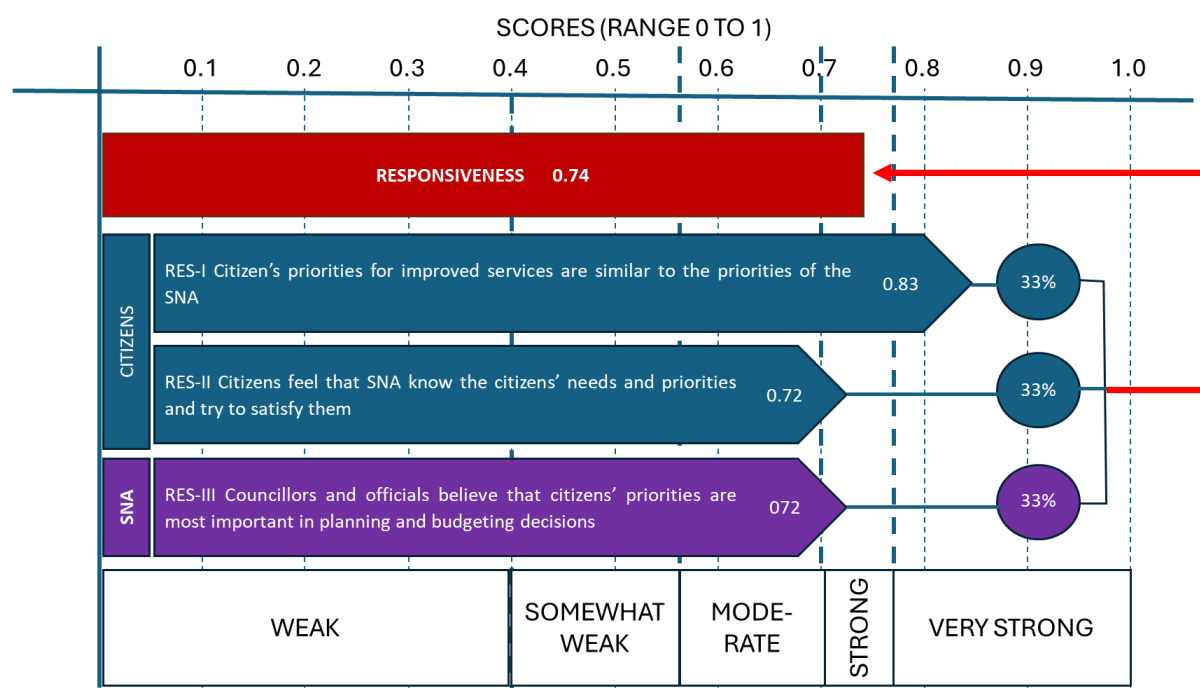 SCORES (RANGE 0 TO 1)
0.1 0.2 0.3 0.4 0.5 0.6 0.7 0.8 0.9 1.0
RESPONSIVENESS 0.74
CITIZENS
RES-I Citizen’s priorities for improved services are similar to the priorities of the
SNA
0.83
33%
RES-II Citizens feel that SNA know the citizens’ needs and priorities
and try to satisfy them
0.72
33%
SNA
RES-III Councillors and officials believe that citizens’ priorities are
most important in planning and budgeting decisions
072
33%
WEAK
SOMEWHAT
WEAK
MODE-
RATE
STRONG
VERY STRONG